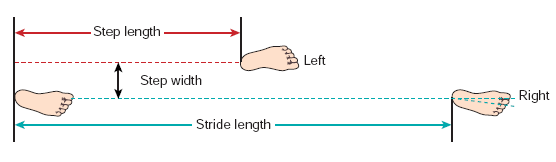 Step length
Left
Step width
Right
Stride length